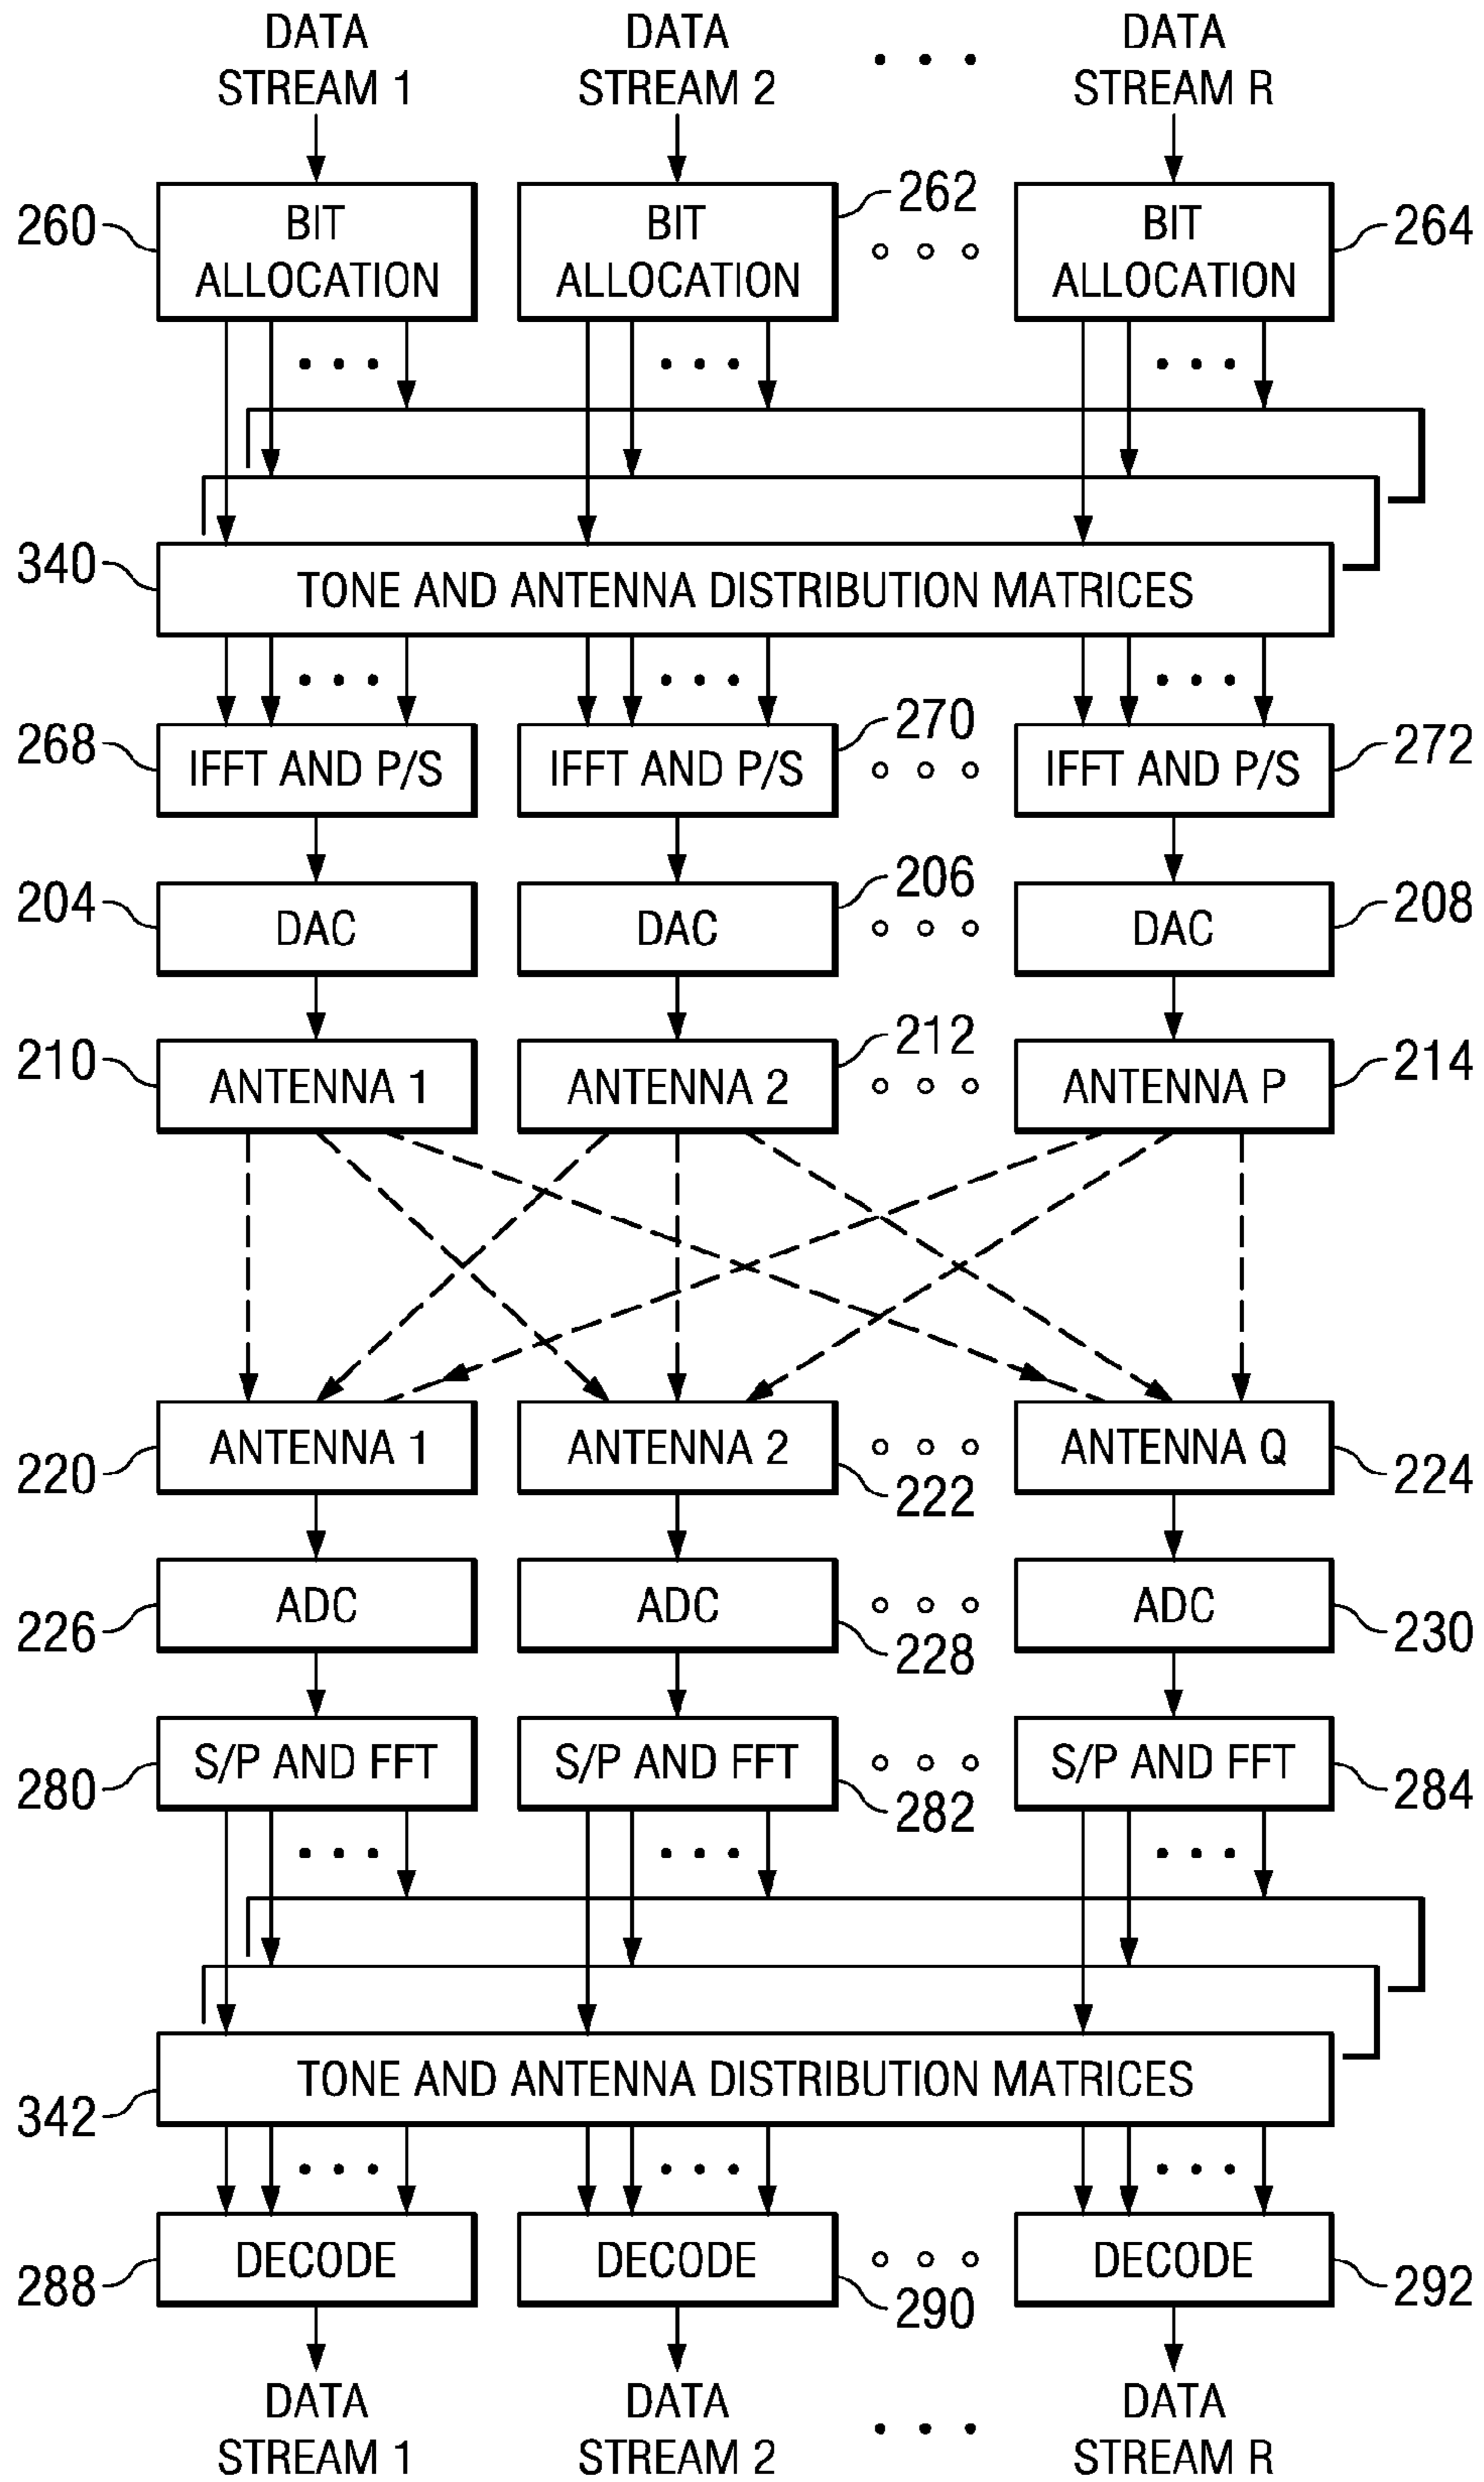 DATA STREAM 1
DATA STREAM 2
DATA STREAM R
260
BIT ALLOCATION
BIT ALLOCATION
262
BIT ALLOCATION
264
340
TONE AND ANTENNA DISTRIBUTION MATRICES
268
IFFT AND P/S
IFFT AND P/S
270
IFFT AND P/S
272
204
DAC
DAC
206
DAC
208
210
ANTENNA 1
ANTENNA 2
212
ANTENNA P
214
220
ANTENNA 1
ANTENNA 2
222
ANTENNA Q
224
226
ADC
ADC
228
ADC
230
280
S/P AND FFT
S/P AND FFT
282
S/P AND FFT
284
342
TONE AND ANTENNA DISTRIBUTION MATRICES
288
DECODE
DECODE
290
DECODE
292
DATA STREAM 1
DATA STREAM 2
DATA STREAM R